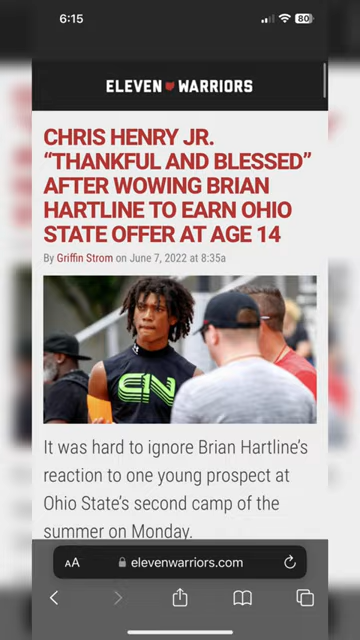 6:15
80
ELEVEN WARRIORS
CHRIS HENRY JR.
“THANKFUL AND BLESSED”
AFTER WOWING BRIAN
HARTLINE TO EARN OHIO
STATE OFFER AT AGE 14
By Griffin Strom on June 7, 2022 at 8:35a
It was hard to ignore Brian Hartline’s
reaction to one young prospect at
Ohio State’s second camp of the
summer on Monday.
AA elevenwarriors.com